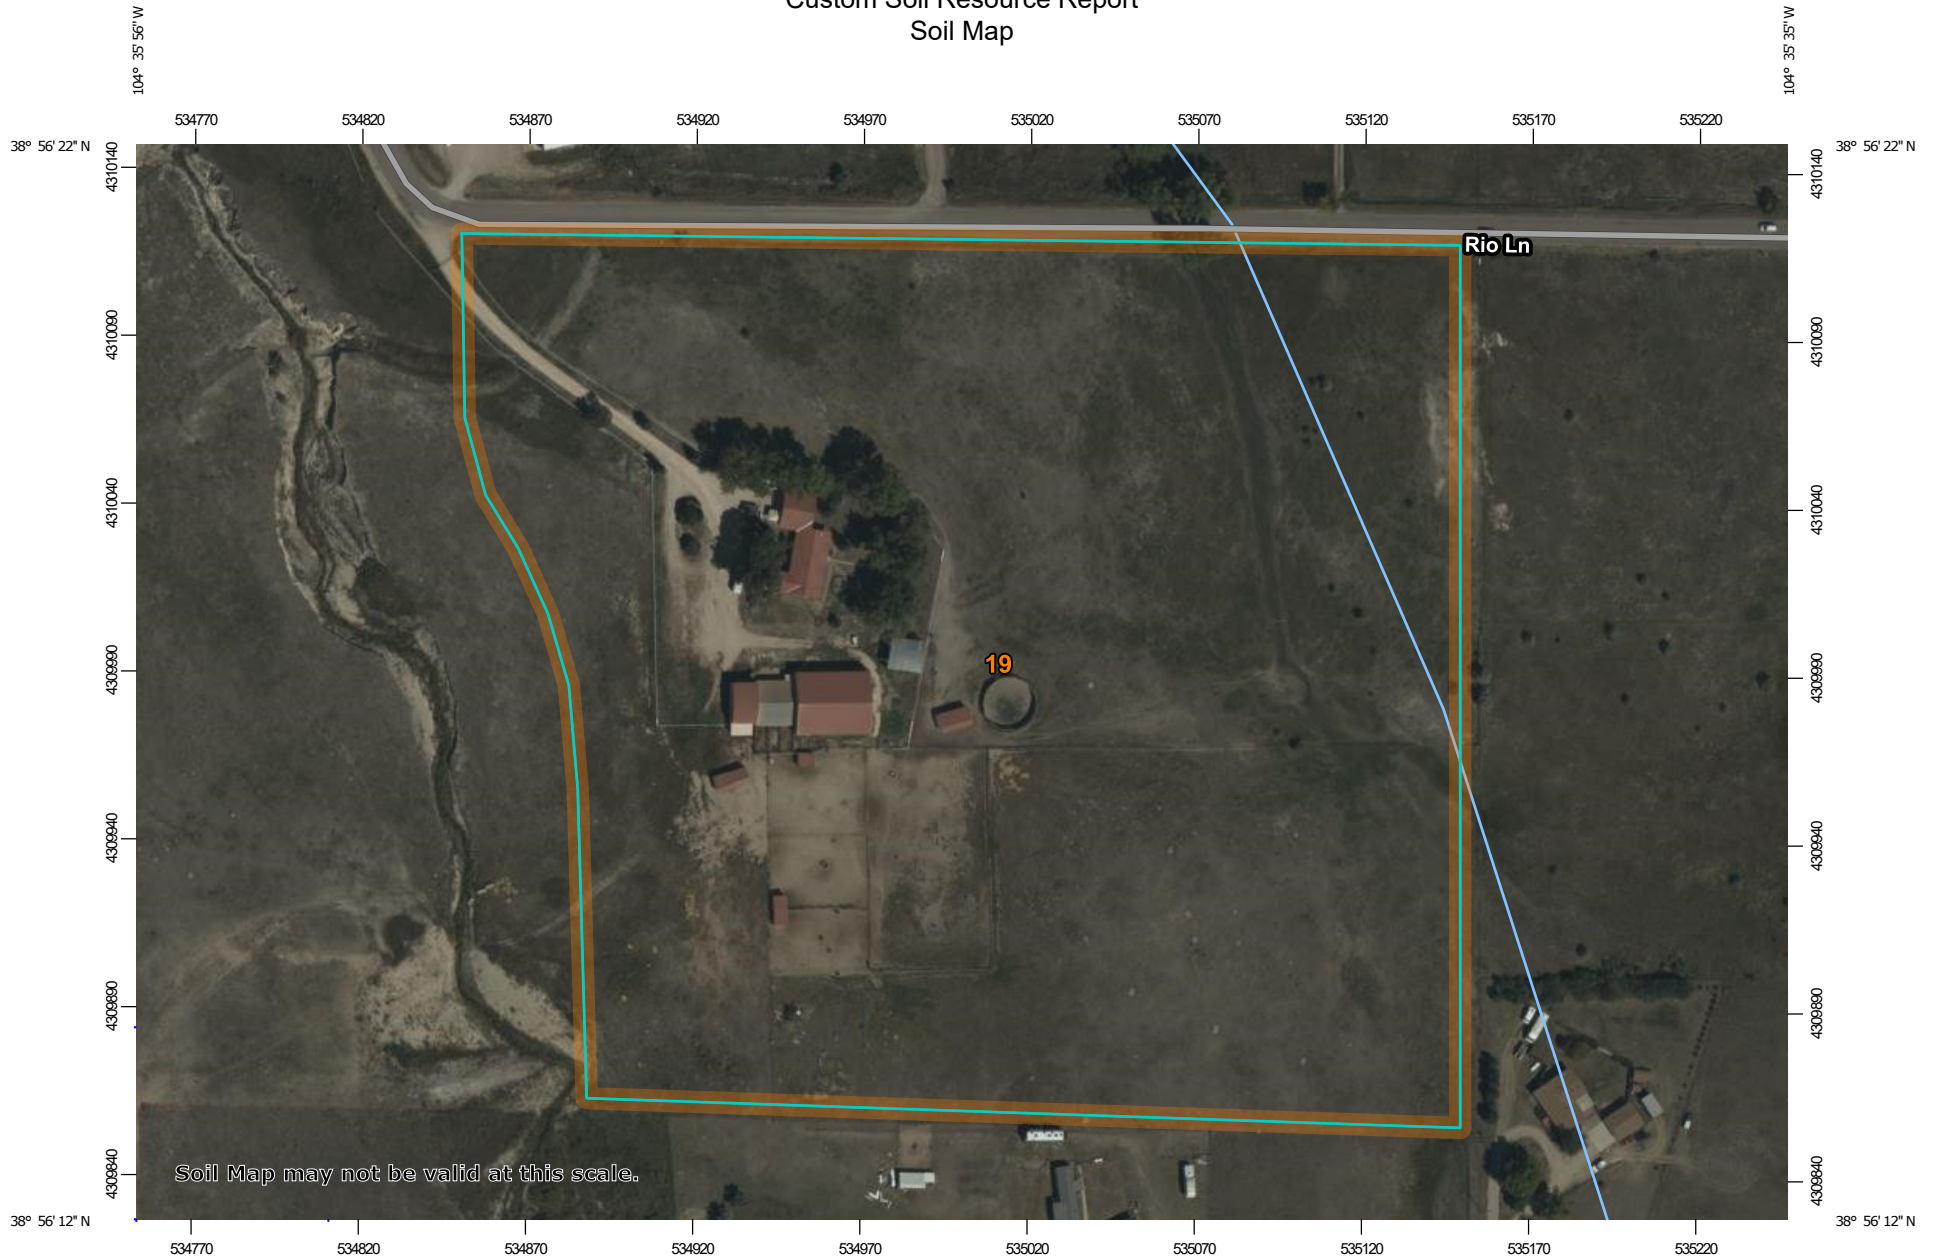 Custom Soil Resource Report
Soil Map
104° 35' 56" W
104° 35' 35" W
534770 534820 534870 534920 534970 535020 535070 535120 535170 535220
38° 56' 22" N
38° 56' 22" N
4310140
4310140
Rio Ln
4310090
4310090
4310040
4310040
19
4309990
4309990
4309940
4309940
4309890
4309890
4309840
4309840
Soil Map may not be valid at this scale.
38° 56' 12" N
38° 56' 12" N
534770 534820 534870 534920 534970 535020 535070 535120 535170 535220